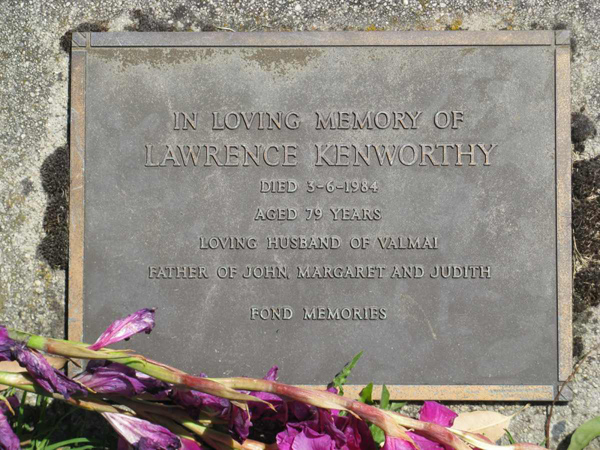 IN LOVING MEMORY OF
LAWRENCE KENWORTHY
DIED 3-6-1984
AGED 79 YEARS
LOVING HUSBAND OF VALMAI
FATHER OF JOHN, MARGARET AND JUDITH
FOND MEMORIES